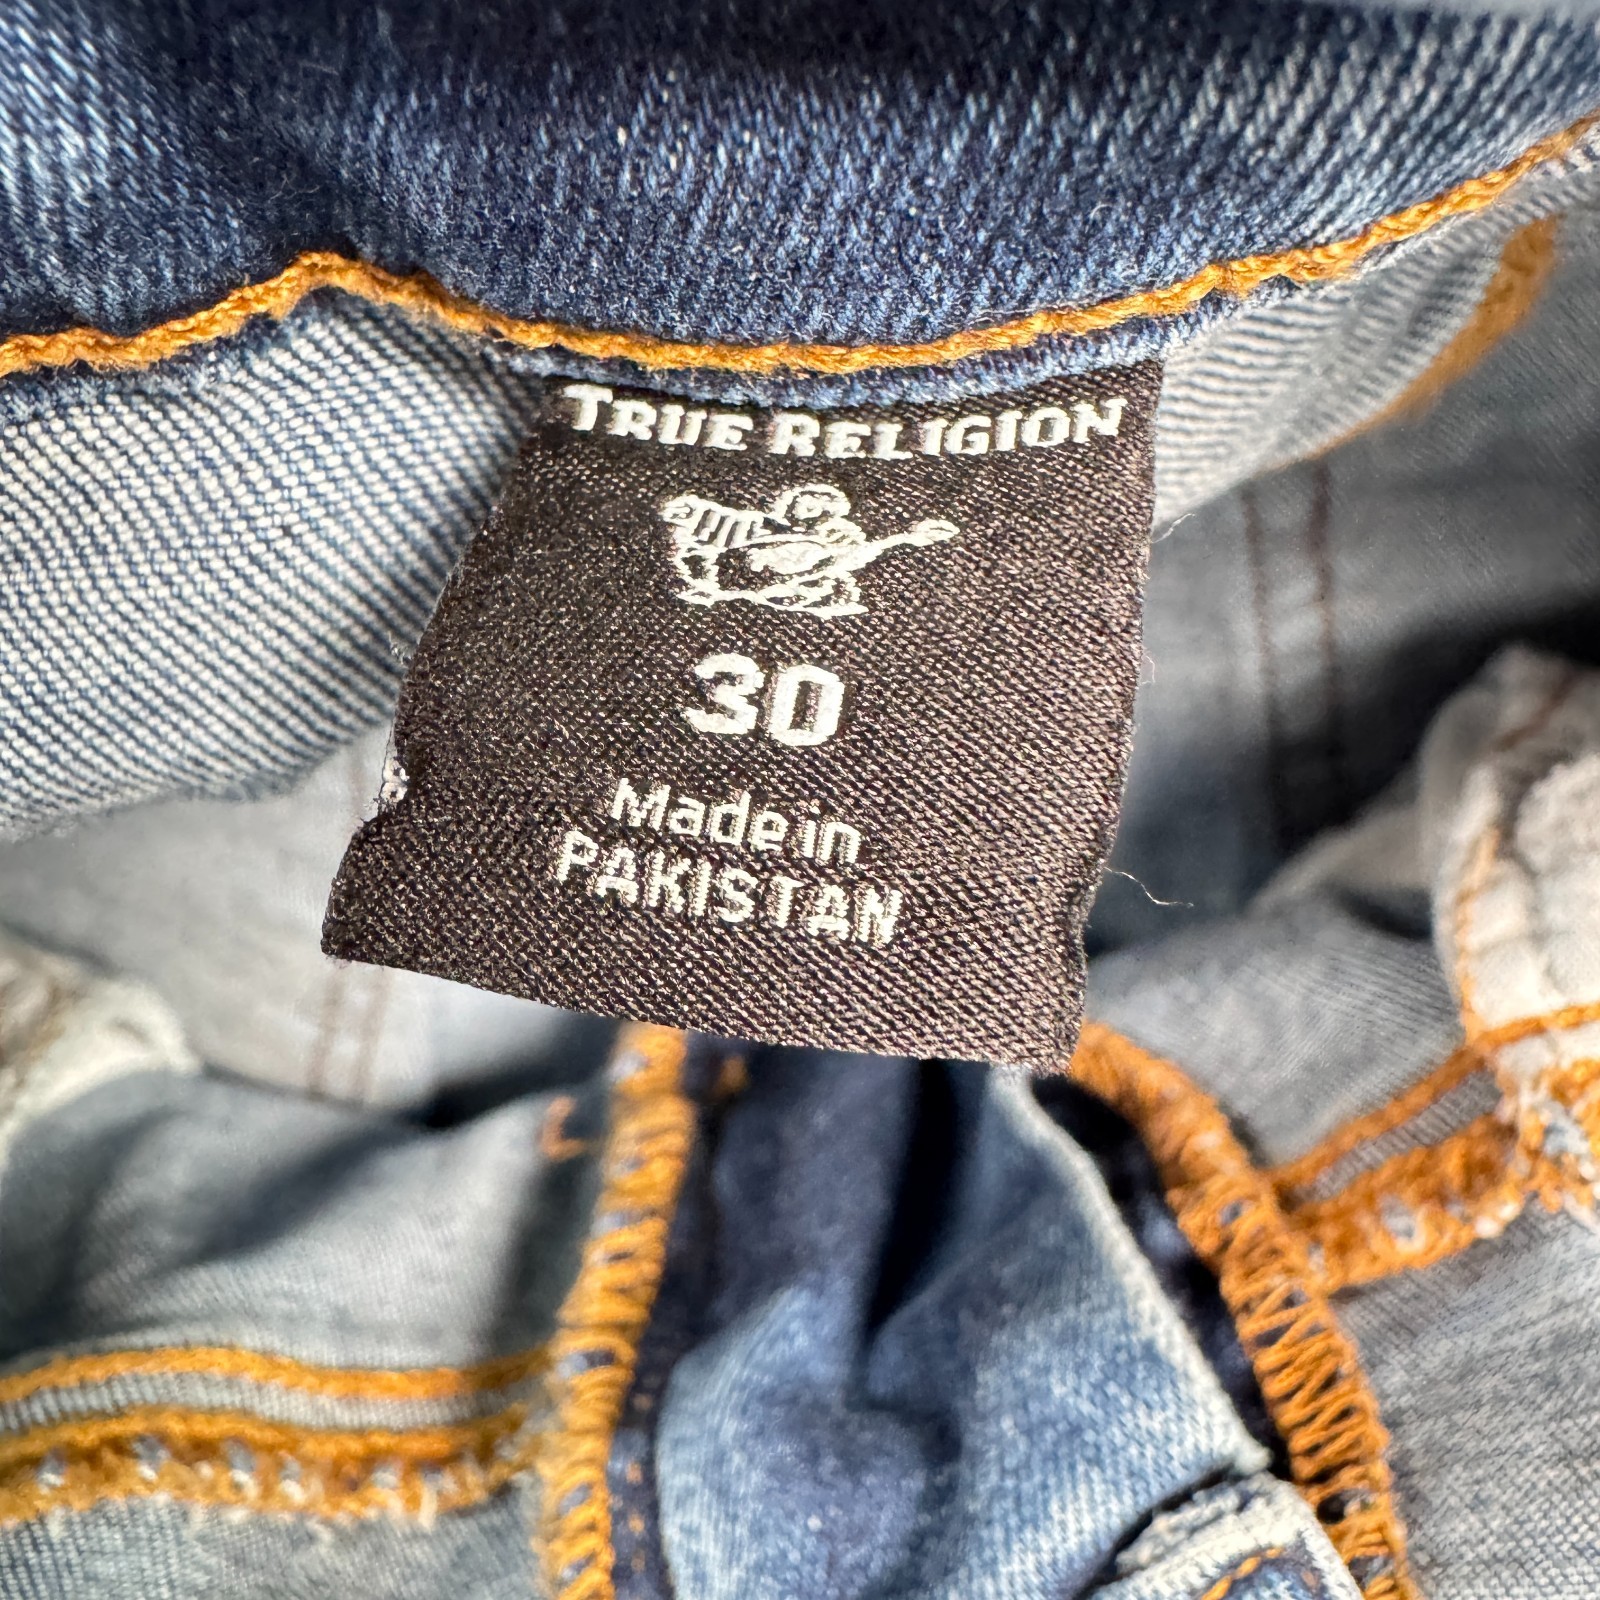 TRUE RELIGION
30
Made in
PAKISTAN